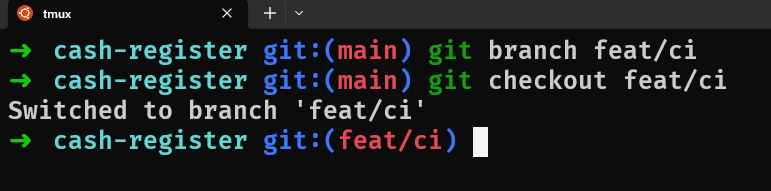 tmux
➜ cash-register git:(main) git branch feat/ci
➜ cash-register git:(main) git checkout feat/ci
Switched to branch 'feat/ci'
➜ cash-register git:(feat/ci)